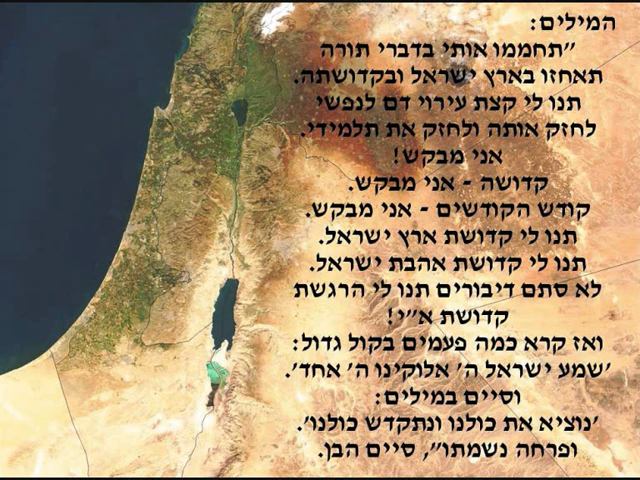 המילים:
"תחממו אותי בדברי תורה
תאחזו בארץ ישראל ובקדושתה.
תנו לי קצת עירוי דם לנפשי
לחזק אותה ולחזק את תלמידי.
אני מבקש!
קדושה - אני מבקש.
קודש הקודשים - אני מבקש.
תנו לי קדושת ארץ ישראל.
תנו לי קדושת אהבת ישראל.
לא סתם דיבורים תנו לי הרגשת
קדושת א"י!
ואז קרא כמה פעמים בקול גדול:
'שמע ישראל ה' אלוקינו ה' אחד'.
וסיים במילים:
'נוציא את כולנו ונתקדש כולנו'.
ופרחה נשמתו", סיים הבן.